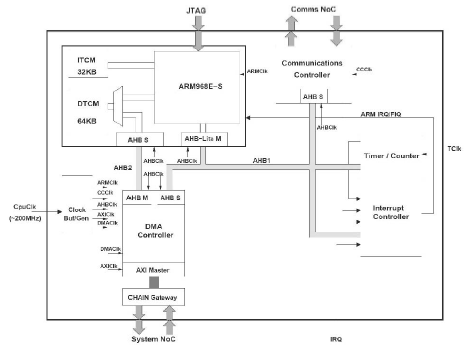 JTAG
Comms NoC
ITCM
32KB
ARM968E-S
DTCM
64KB
ARMClk
Communications
Controller
CCClk
AHB S
AHB S
AHB-Lite M
AHBClk
ARM IRQ/FIQ
AHBClk
AHBClk
AHB2
AHB1
TClk
Timer / Counter
ARMClk
CCClk
AHBClk
AXIClk
DMAClk
CpuClk
(~200MHz)
Clock
Buf/Gen
AHBClk
AHB M
AHB S
DMA
Controller
Interrupt
Controller
DMAClk
AXIClk
AXI Master
CHAIN Gateway
System NoC
IRQ